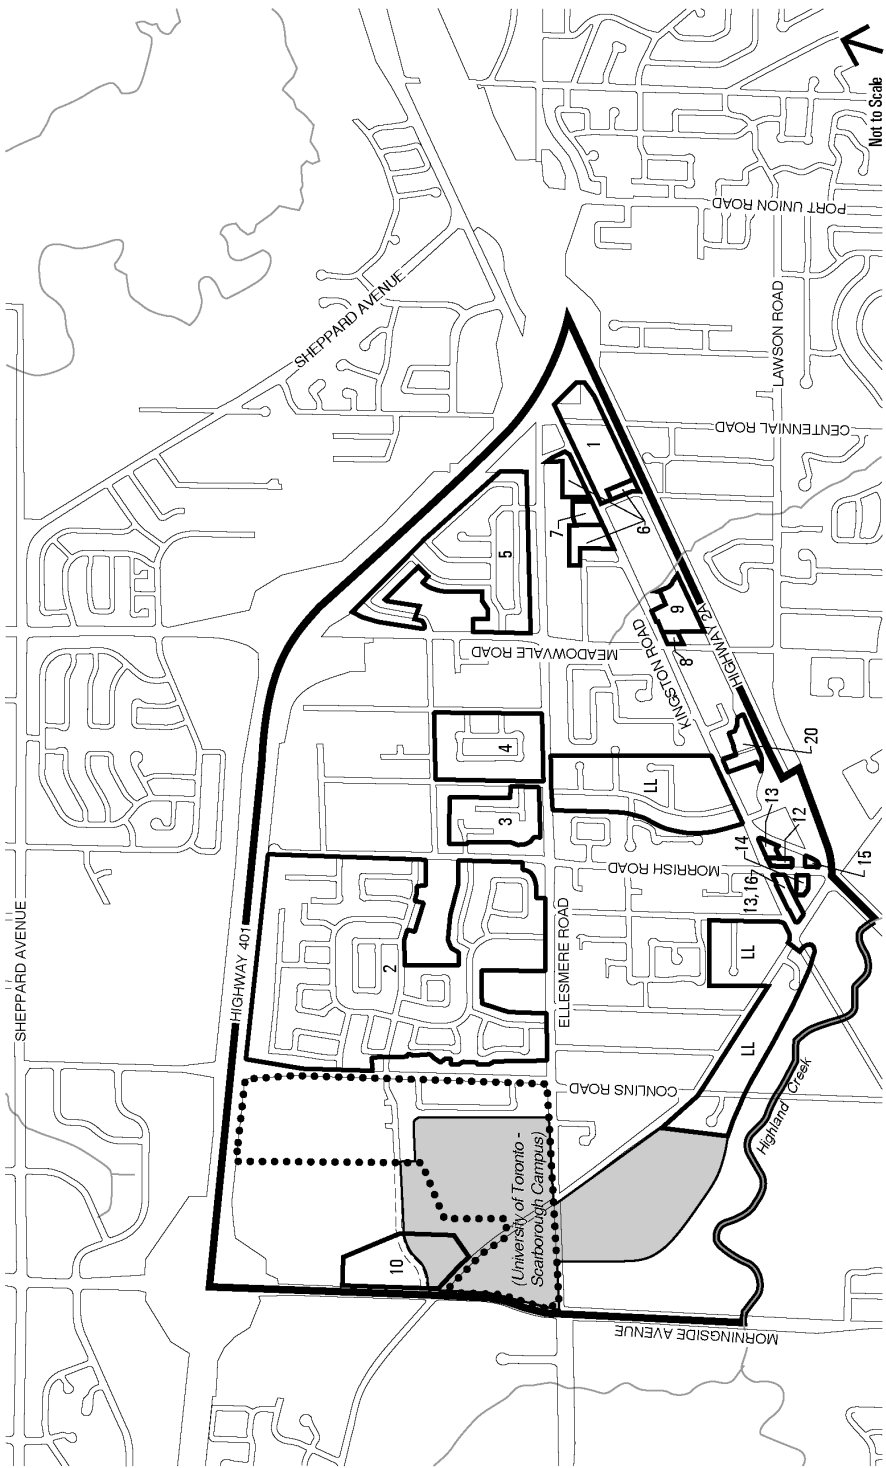 Not to Scale
PORT UNION ROAD
LAWSON ROAD
SHEPPARD AVENUE
CENTENNIAL ROAD
1
6
7
5
9
8
HIGHWAY 2A
KINGSTON ROAD
MEADOWVALE ROAD
20
4
LL
3
13
12
14
15
13,16
MORRISH ROAD
SHEPPARD AVENUE
HIGHWAY 401
2
ELLESMERE ROAD
LL
LL
CONLINS ROAD
Highland Creek
(University of Toronto -
Scarborough Campus)
10
MORNINGSIDE AVENUE